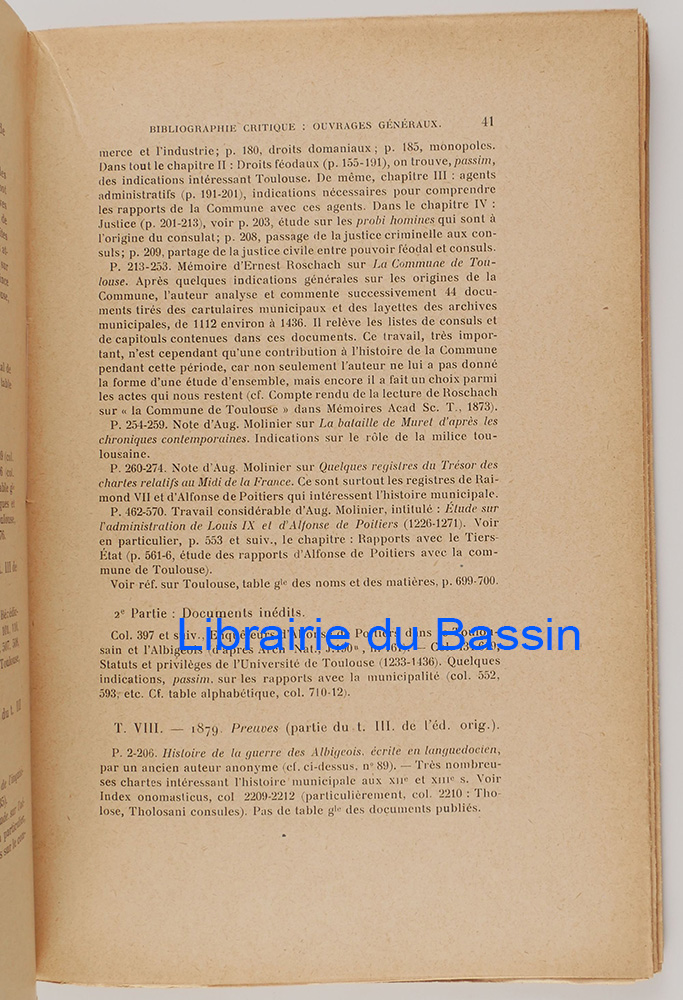 BIBLIOGRAPHIE CRITIQUE : OUVRAGES GÉNÉRAUX. 41
merce et l'industrie; p. 180, droits domaniaux; p. 185, monopoles.
Dans tout le chapitre II : Droits féodaux (p. 155-191), on trouve, passim,
des indications intéressant Toulouse. De même, chapitre III : agents
administratifs (p. 191-201), indications nécessaires pour comprendre
les rapports de la Commune avec ces agents. Dans le chapitre IV :
Justice (p. 201-213), voir p. 203, étude sur les probi homines qui sont à
l'origine du consulat; p. 208, passage de la justice criminelle aux con-
suls; p. 209, partage de la justice civile entre pouvoir féodal et consuls.
P. 213-253. Mémoire d'Ernest Roschach sur La Commune de Tou-
louse. Après quelques indications générales sur les origines de la
Commune, l'auteur analyse et commente successivement 44 docu-
ments tirés des cartulaires municipaux et des layettes des archives
municipales, de 1112 environ à 1436. Il relève les listes de consuls et
de capitouls contenues dans ces documents. Ce travail, très impor-
tant, n'est cependant qu'une contribution à l'histoire de la Commune
pendant cette période, car non seulement l'auteur ne lui a pas donné
la forme d'une étude d'ensemble, mais encore il a fait un choix parmi
les actes qui nous restent (cf. Compte rendu de la lecture de Roschach
sur « la Commune de Toulouse » dans Mémoires Acad Sc. T., 1873).
P. 254-259. Note d'Aug. Molinier sur La bataille de Muret d'après les
chroniques contemporaines. Indications sur le rôle de la milice tou-
lousaine.
P. 260-274. Note d'Aug. Molinier sur Quelques registres du Trésor des
chartes relatifs au Midi de la France. Ce sont surtout les registres de Rai-
mond VII et d'Alfonse de Poitiers qui intéressent l'histoire municipale.
P. 462-570. Travail considérable d'Aug. Molinier, intitulé : Étude sur
l'administration de Louis IX et d'Alfonse de Poitiers (1226-1271). Voir
en particulier, p. 553 et suiv., le chapitre : Rapports avec le Tiers-
État (p. 561-6, étude des rapports d'Alfonse de Poitiers avec la com-
mune de Toulouse).
Voir réf. sur Toulouse, table gle des noms et des matières, p. 699-700.
2e Partie : Documents inédits.
Col. 397 et suiv., Enquêteurs d'Alfonse de Poitiers dans le Toulou-
Librairie du Bassin
sain et l'Albigeois (d'après Arch Nat.,
Statuts et privilèges de l'Université de Toulouse (1233-1436). Quelques
indications, passim, sur les rapports avec la municipalité (col. 552,
593, etc. Cf. table alphabétique, col. 710-12).
T. VIII. — 1879. Preuves (partie du t. III. de l'éd. orig.).
P. 2-206. Histoire de la guerre des Albigeois, écrite en languedocien,
par un ancien auteur anonyme (cf. ci-dessus, n° 89). — Très nombreu-
ses chartes intéressant l'histoire municipale aux XIIe et XIIIe s. Voir
Index onomasticus, col 2209-2212 (particulièrement, col. 2210 : Tho-
lose, Tholosani consules). Pas de table gle des documents publiés.